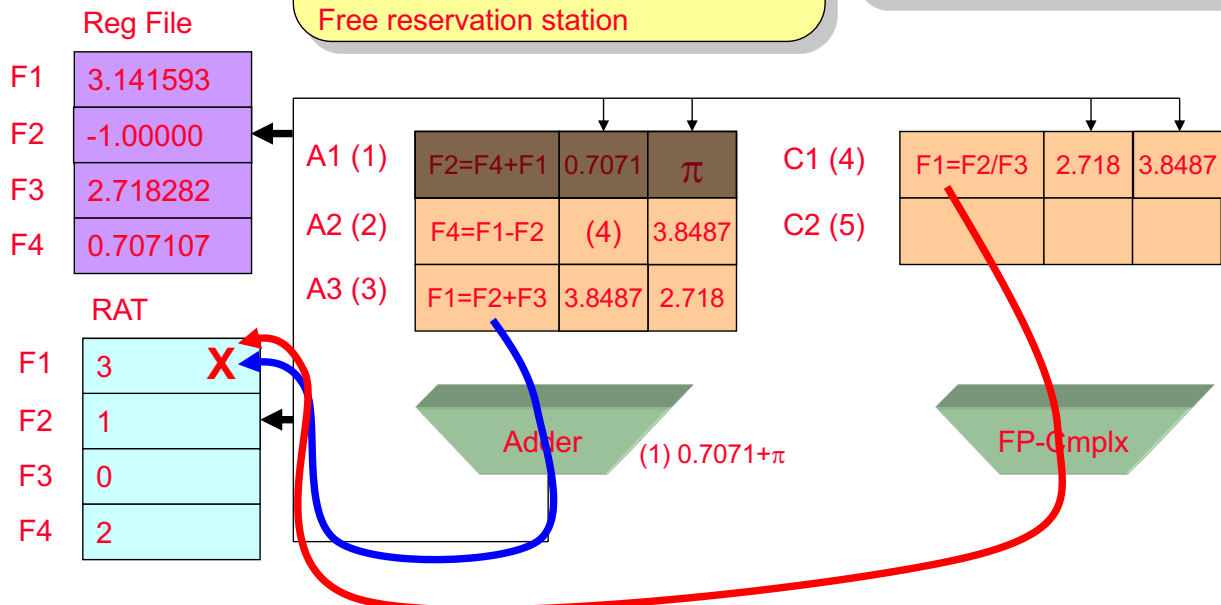 Free reservation station
Reg File
F1 3.141593
F2 -1.00000
F3 2.718282
F4 0.707107
RAT
F1 3 X
F2 1
F3 0
F4 2
A1 (1) F2=F4+F1 0.7071 π
A2 (2) F4=F1-F2 (4) 3.8487
A3 (3) F1=F2+F3 3.8487 2.718
C1 (4) F1=F2/F3 2.718 3.8487
C2 (5)
Adder
(1) 0.7071+π
FP-Cmplx